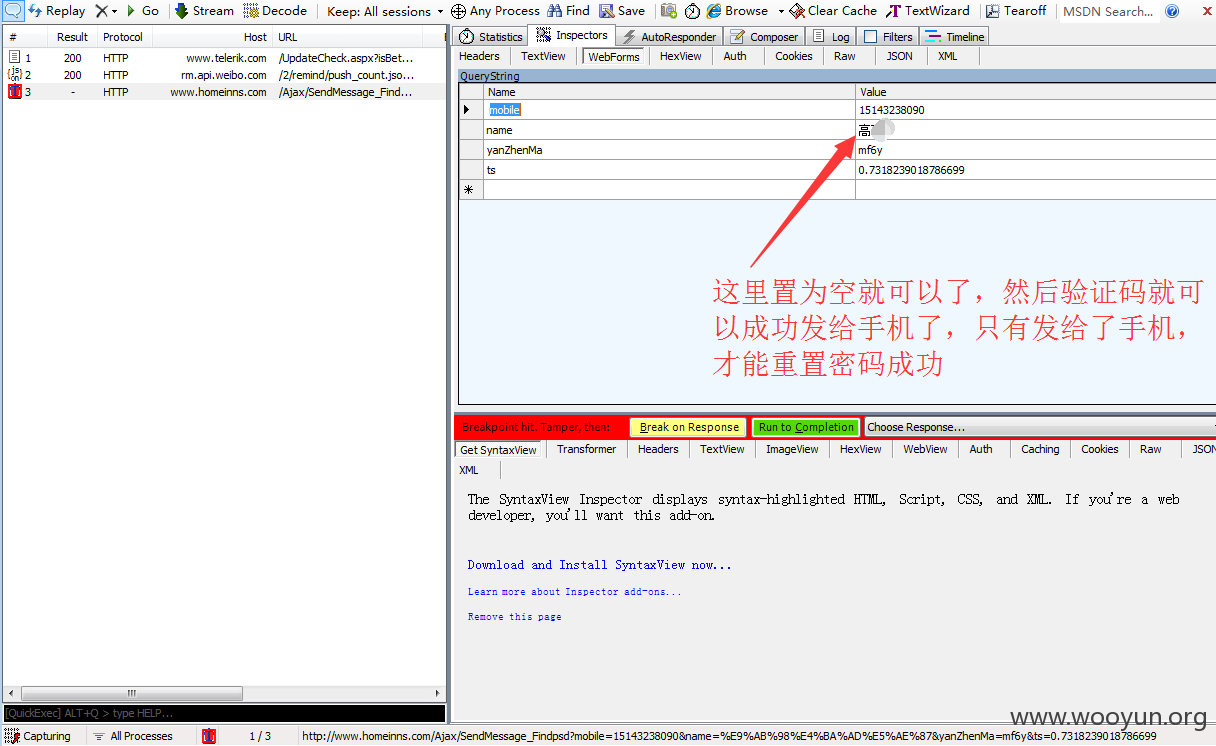 Replay Go Stream Decode Keep: All sessions Any Process Find Save Browse Clear Cache TextWizard Tearoff MSDN Search...
# Result Protocol Host URL
1 200 HTTP www.telerik.com /UpdateCheck.aspx?isBet...
2 200 HTTP rm.api.weibo.com /2/remind/push_count.jso...
3 - HTTP www.homeinns.com /Ajax/SendMessage_Find...
Statistics Inspectors AutoResponder Composer Log Filters Timeline
Headers TextView WebForms HexView Auth Cookies Raw JSON XML
QueryString
Name Value
mobile 15143238090
name 高
yanZhenMa mf6y
ts 0.7318239018786699
这里置为空就可以了，然后验证码就可
以成功发给手机了，只有发给了手机，
才能重置密码成功
Breakpoint hit. Tamper, then: Break on Response Run to Completion Choose Response...
Get SyntaxView Transformer Headers TextView ImageView HexView WebView Auth Caching Cookies Raw JSON
XML
The SyntaxView Inspector displays syntax-highlighted HTML, Script, CSS, and XML. If you're a web
developer, you'll want this add-on.
Download and Install SyntaxView now...
Learn more about Inspector add-ons...
Remove this page
[QuickExec] ALT+Q > type HELP...
www.wooyun.org
Capturing All Processes 1 / 3 http://www.homeinns.com/Ajax/SendMessage_Findpsd?mobile=15143238090&name=%E9%AB%98%E4%BA%AD%E5%AE%87&yanZhenMa=mf6y&ts=0.7318239018786699